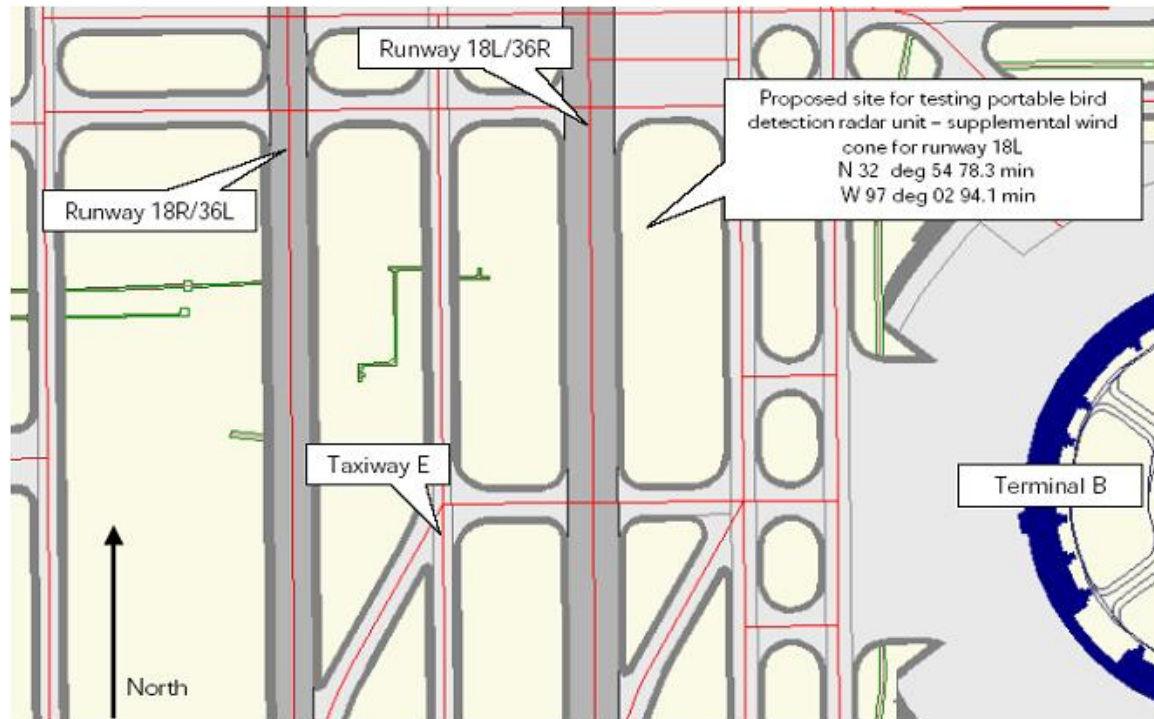 Runway 18L/36R
Proposed site for testing portable bird
detection radar unit – supplemental wind
cone for runway 18L
N 32 deg 54 78.3 min
W 97 deg 02 94.1 min
Runway 18R/36L
Taxiway E
Terminal B
North